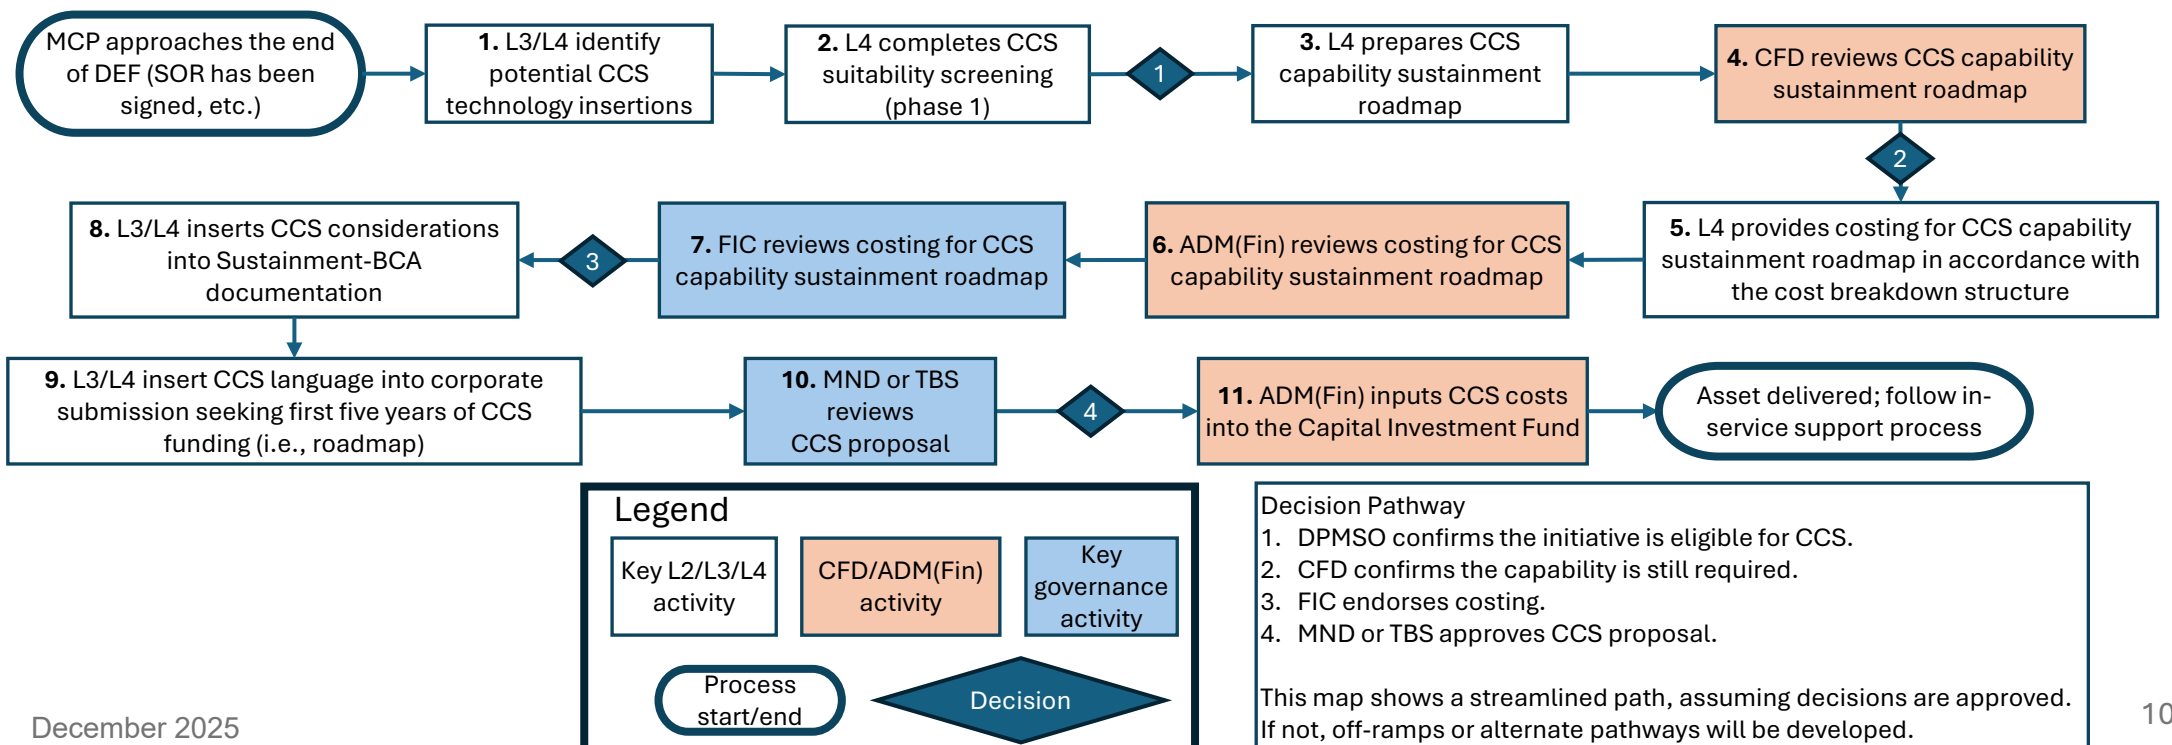 MCP approaches the end
of DEF (SOR has been
signed, etc.)
1. L3/L4 identify
potential CCS
technology insertions
2. L4 completes CCS
suitability screening
(phase 1)
1
3. L4 prepares CCS
capability sustainment
roadmap
4. CFD reviews CCS capability
sustainment roadmap
2
5. L4 provides costing for CCS capability
sustainment roadmap in accordance with
the cost breakdown structure
6. ADM(Fin) reviews costing for CCS
capability sustainment roadmap
7. FIC reviews costing for CCS
capability sustainment roadmap
3
8. L3/L4 inserts CCS considerations
into Sustainment-BCA
documentation
9. L3/L4 insert CCS language into corporate
submission seeking first five years of CCS
funding (i.e., roadmap)
10. MND or TBS
reviews
CCS proposal
4
11. ADM(Fin) inputs CCS costs
into the Capital Investment Fund
Asset delivered; follow in-
service support process
Legend
Key L2/L3/L4
activity
CFD/ADM(Fin)
activity
Key
governance
activity
Process
start/end
Decision
Decision Pathway
1. DPMSO confirms the initiative is eligible for CCS.
2. CFD confirms the capability is still required.
3. FIC endorses costing.
4. MND or TBS approves CCS proposal.
This map shows a streamlined path, assuming decisions are approved.
If not, off-ramps or alternate pathways will be developed.
December 2025
10